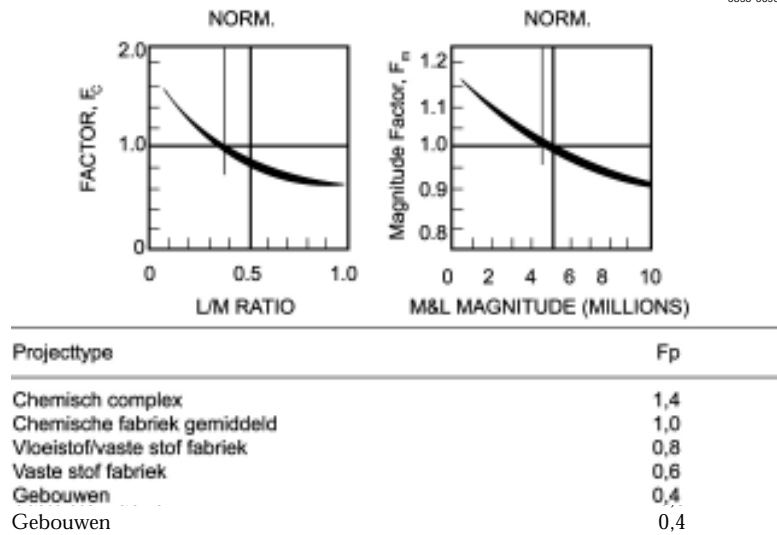 NORM.
2.0
1.0
0
FACTOR, FC
0
0.5
1.0
L/M RATIO
NORM.
1.2
1.1
1.0
0.9
0.8
Magnitude Factor, Fm
0 2 4 6 8 10
M&L MAGNITUDE (MILLIONS)
Projecttype Fp
Chemisch complex 1,4
Chemische fabriek gemiddeld 1,0
Vloeistof/vaste stof fabriek 0,8
Vaste stof fabriek 0,6
Gebouwen 0,4
Gebouwen 0,4